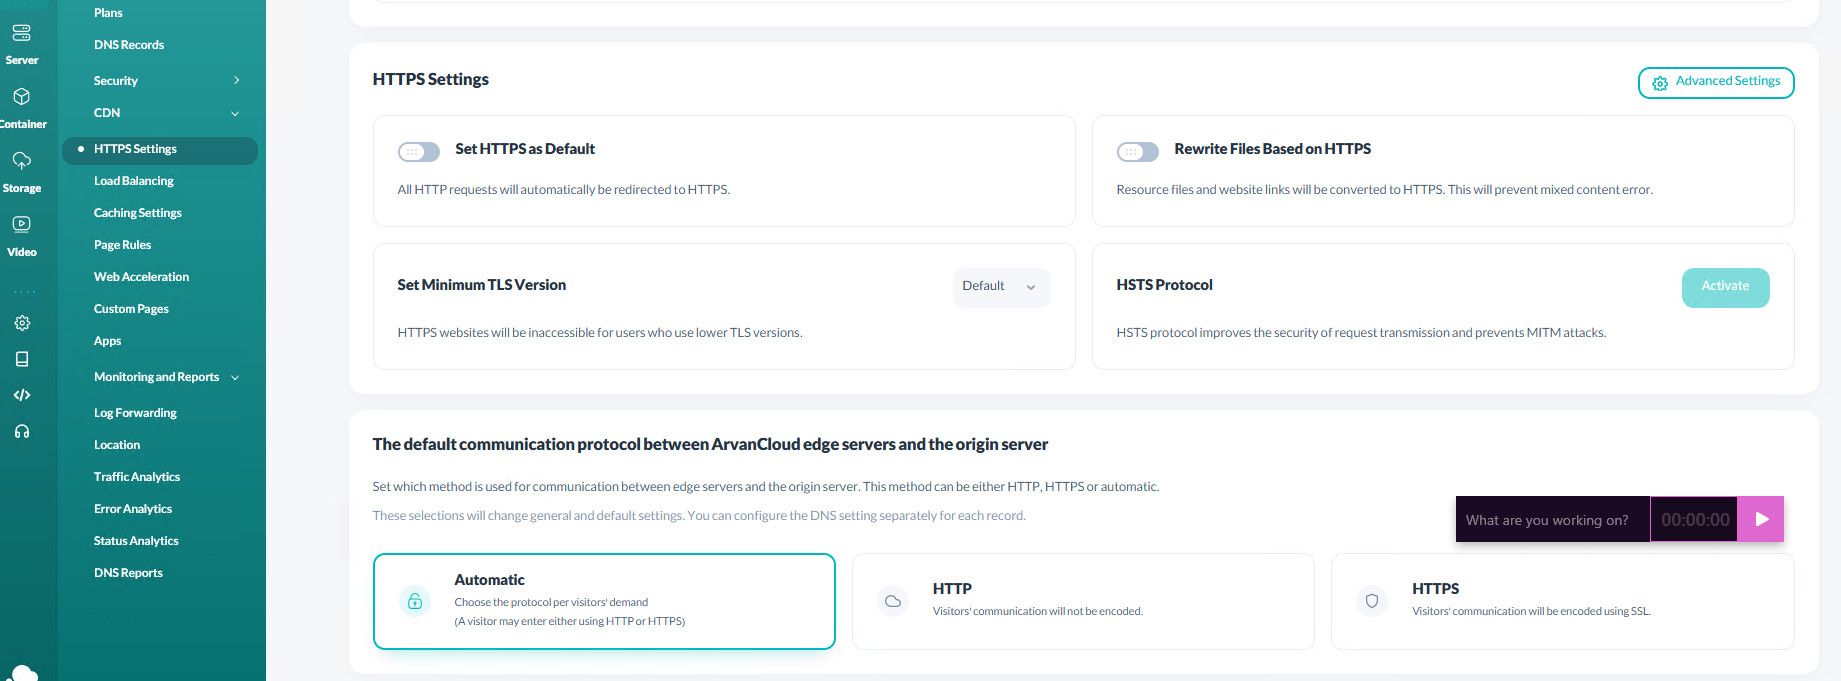 Server
Container
Storage
Video
Plans
DNS Records
Security
CDN
HTTPS Settings
Load Balancing
Caching Settings
Page Rules
Web Acceleration
Custom Pages
Apps
Monitoring and Reports
Log Forwarding
Location
Traffic Analytics
Error Analytics
Status Analytics
DNS Reports
HTTPS Settings
Advanced Settings
Set HTTPS as Default
All HTTP requests will automatically be redirected to HTTPS.
Rewrite Files Based on HTTPS
Resource files and website links will be converted to HTTPS. This will prevent mixed content error.
Set Minimum TLS Version
Default
HTTPS websites will be inaccessible for users who use lower TLS versions.
HSTS Protocol
Activate
HSTS protocol improves the security of request transmission and prevents MITM attacks.
The default communication protocol between ArvanCloud edge servers and the origin server
Set which method is used for communication between edge servers and the origin server. This method can be either HTTP, HTTPS or automatic.
These selections will change general and default settings. You can configure the DNS setting separately for each record.
What are you working on?
00:00:00
Automatic
Choose the protocol per visitors' demand
(A visitor may enter either using HTTP or HTTPS)
HTTP
Visitors' communication will not be encoded.
HTTPS
Visitors' communication will be encoded using SSL.